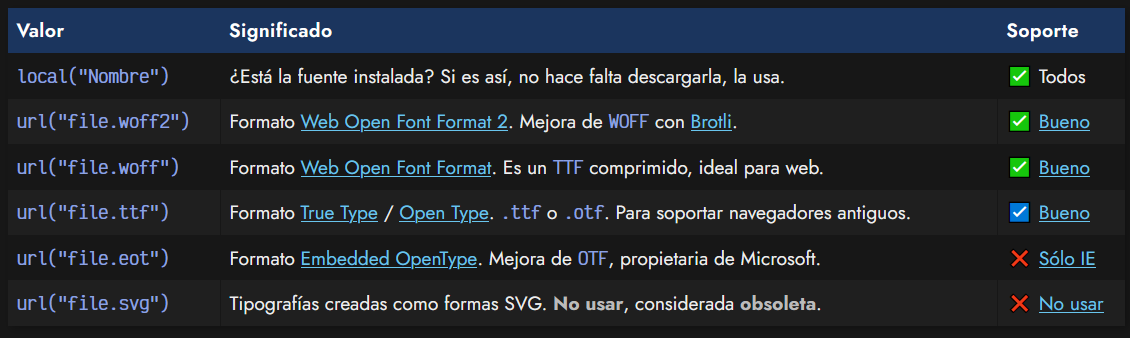 Valor Significado Soporte
local("Nombre") ¿Está la fuente instalada? Si es así, no hace falta descargarla, la usa. ✅ Todos
url("file.woff2") Formato Web Open Font Format 2. Mejora de WOFF con Brotli. ✅ Bueno
url("file.woff") Formato Web Open Font Format. Es un TTF comprimido, ideal para web. ✅ Bueno
url("file.ttf") Formato True Type / Open Type. .ttf o .otf. Para soportar navegadores antiguos. ☑️ Bueno
url("file.eot") Formato Embedded OpenType. Mejora de OTF, propietaria de Microsoft. ❌ Sólo IE
url("file.svg") Tipografías creadas como formas SVG. No usar, considerada obsoleta. ❌ No usar